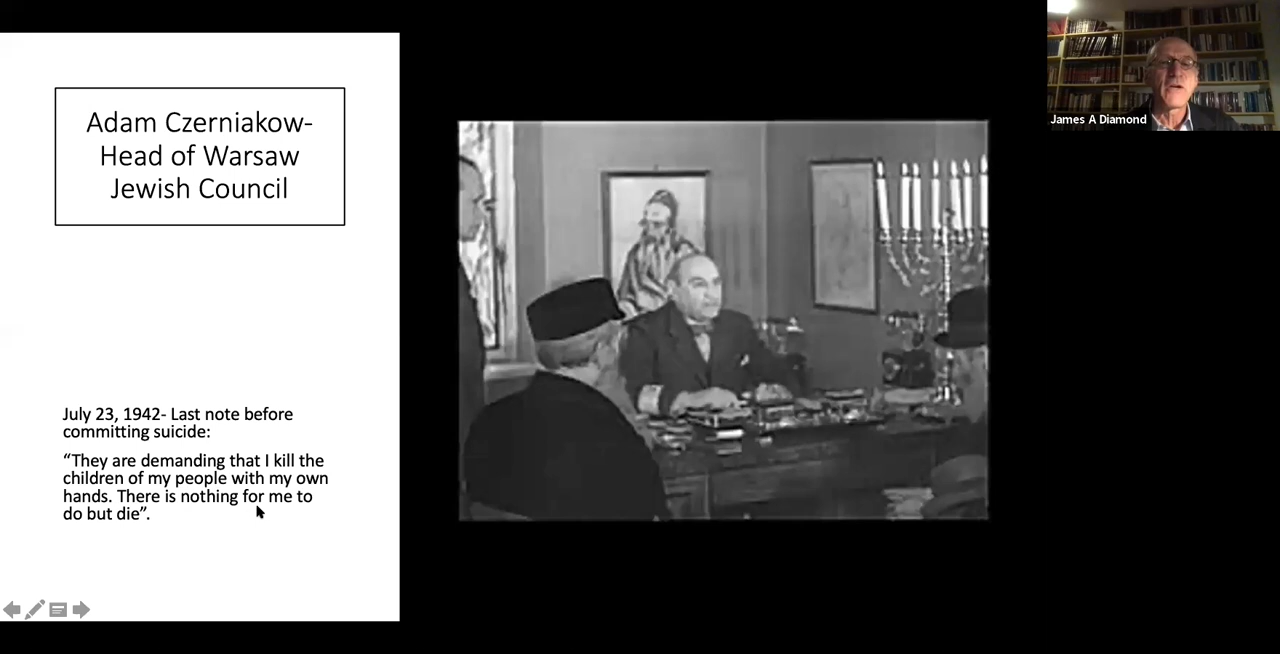 Adam Czerniakow-
Head of Warsaw
Jewish Council
July 23, 1942- Last note before
committing suicide:
“They are demanding that I kill the
children of my people with my own
hands. There is nothing for me to
do but die”.
James A Diamond